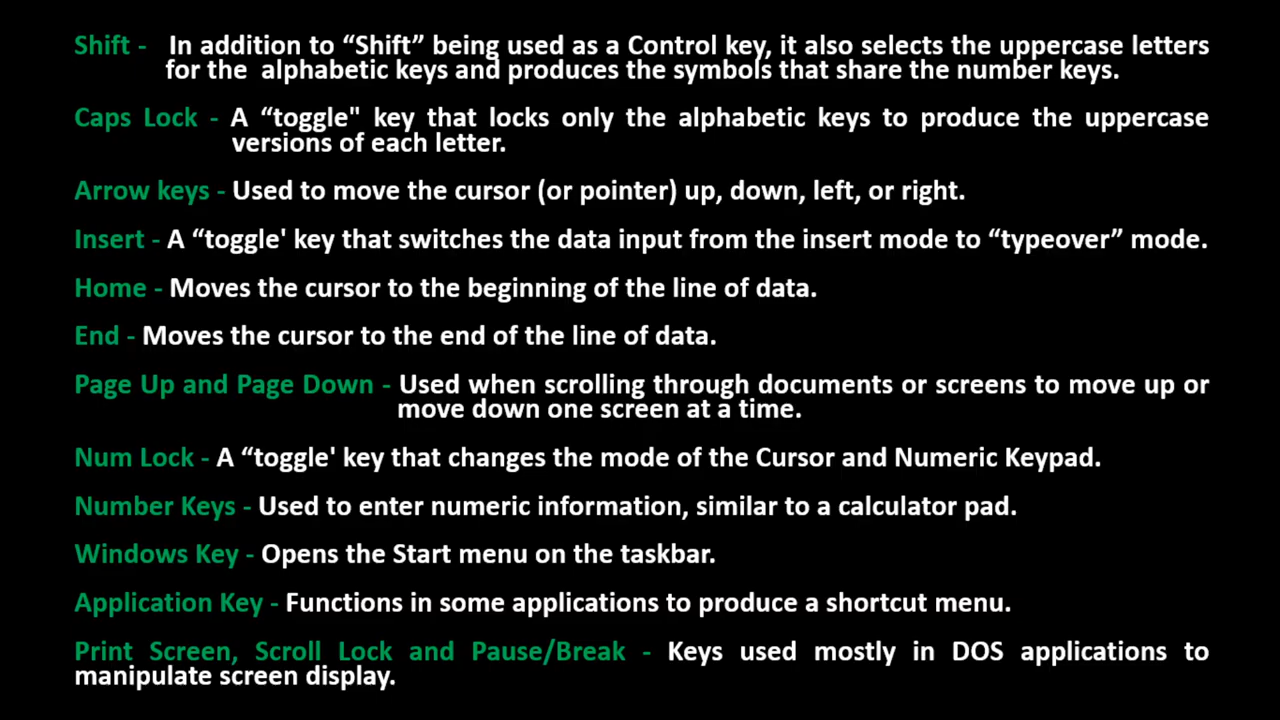 Shift - In addition to “Shift” being used as a Control key, it also selects the uppercase letters
for the alphabetic keys and produces the symbols that share the number keys.
Caps Lock - A “toggle" key that locks only the alphabetic keys to produce the uppercase
versions of each letter.
Arrow keys - Used to move the cursor (or pointer) up, down, left, or right.
Insert - A “toggle' key that switches the data input from the insert mode to “typeover” mode.
Home - Moves the cursor to the beginning of the line of data.
End - Moves the cursor to the end of the line of data.
Page Up and Page Down - Used when scrolling through documents or screens to move up or
move down one screen at a time.
Num Lock - A “toggle' key that changes the mode of the Cursor and Numeric Keypad.
Number Keys - Used to enter numeric information, similar to a calculator pad.
Windows Key - Opens the Start menu on the taskbar.
Application Key - Functions in some applications to produce a shortcut menu.
Print Screen, Scroll Lock and Pause/Break - Keys used mostly in DOS applications to
manipulate screen display.